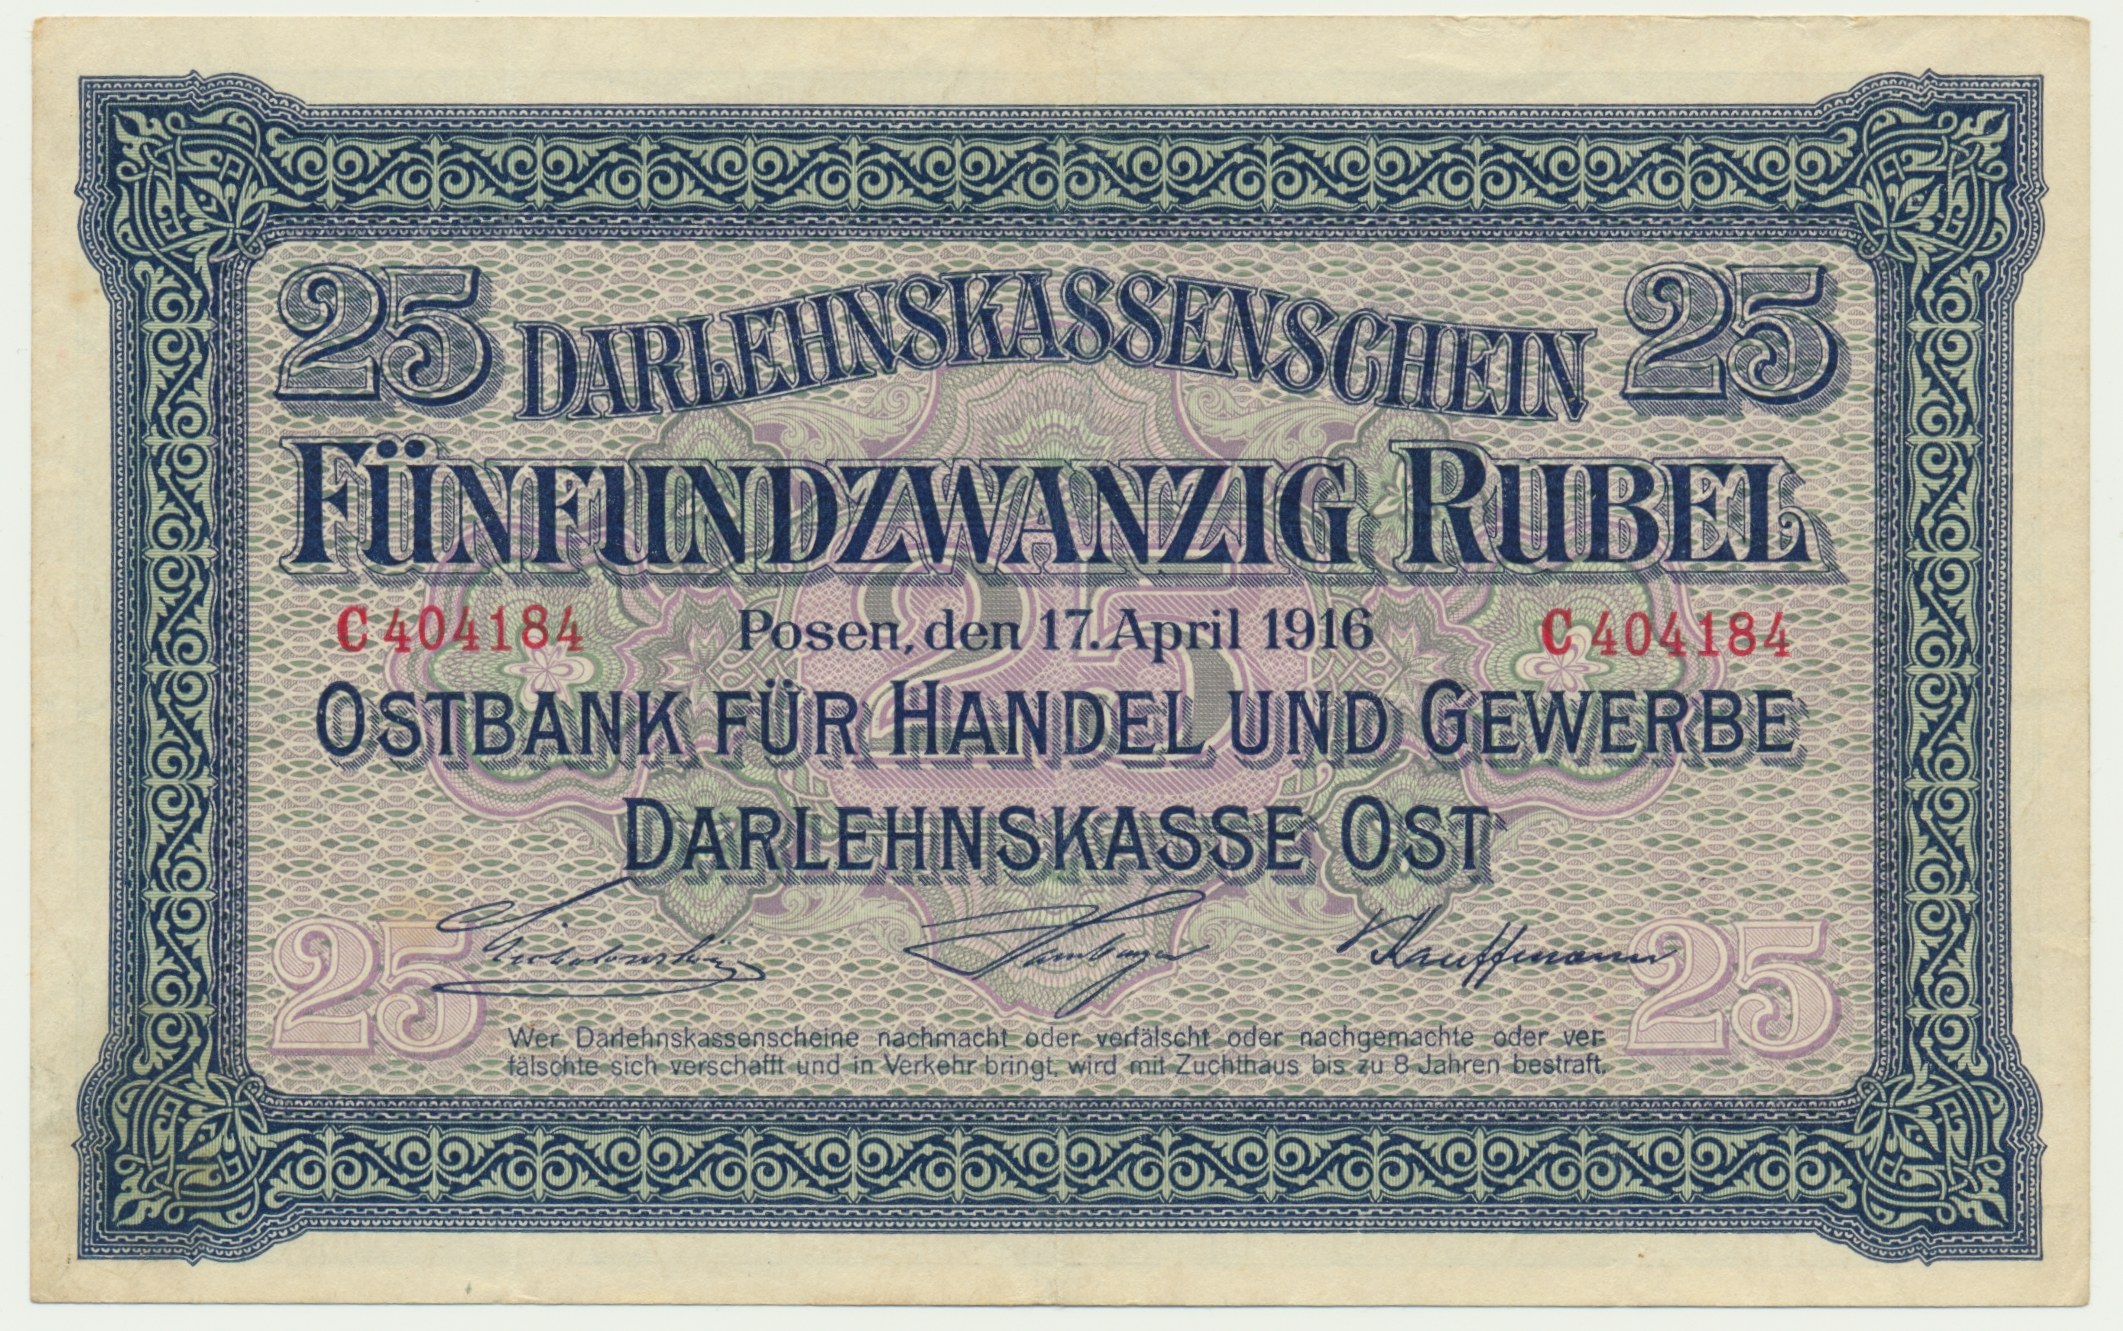 25 DARLEHNSKASSENSCHEIN 25
FÜNFUNDZWANZIG RUBEL
C 404184 Posen, den 17. April 1916 C 404184
25
OSTBANK FÜR HANDEL UND GEWERBE
DARLEHNSKASSE OST
Kauffmann
25 25
Wer Darlehnskassenscheine nachmacht oder verfälscht oder nachgemachte oder ver-
fälschte sich verschafft und in Verkehr bringt, wird mit Zuchthaus bis zu 8 Jahren bestraft.